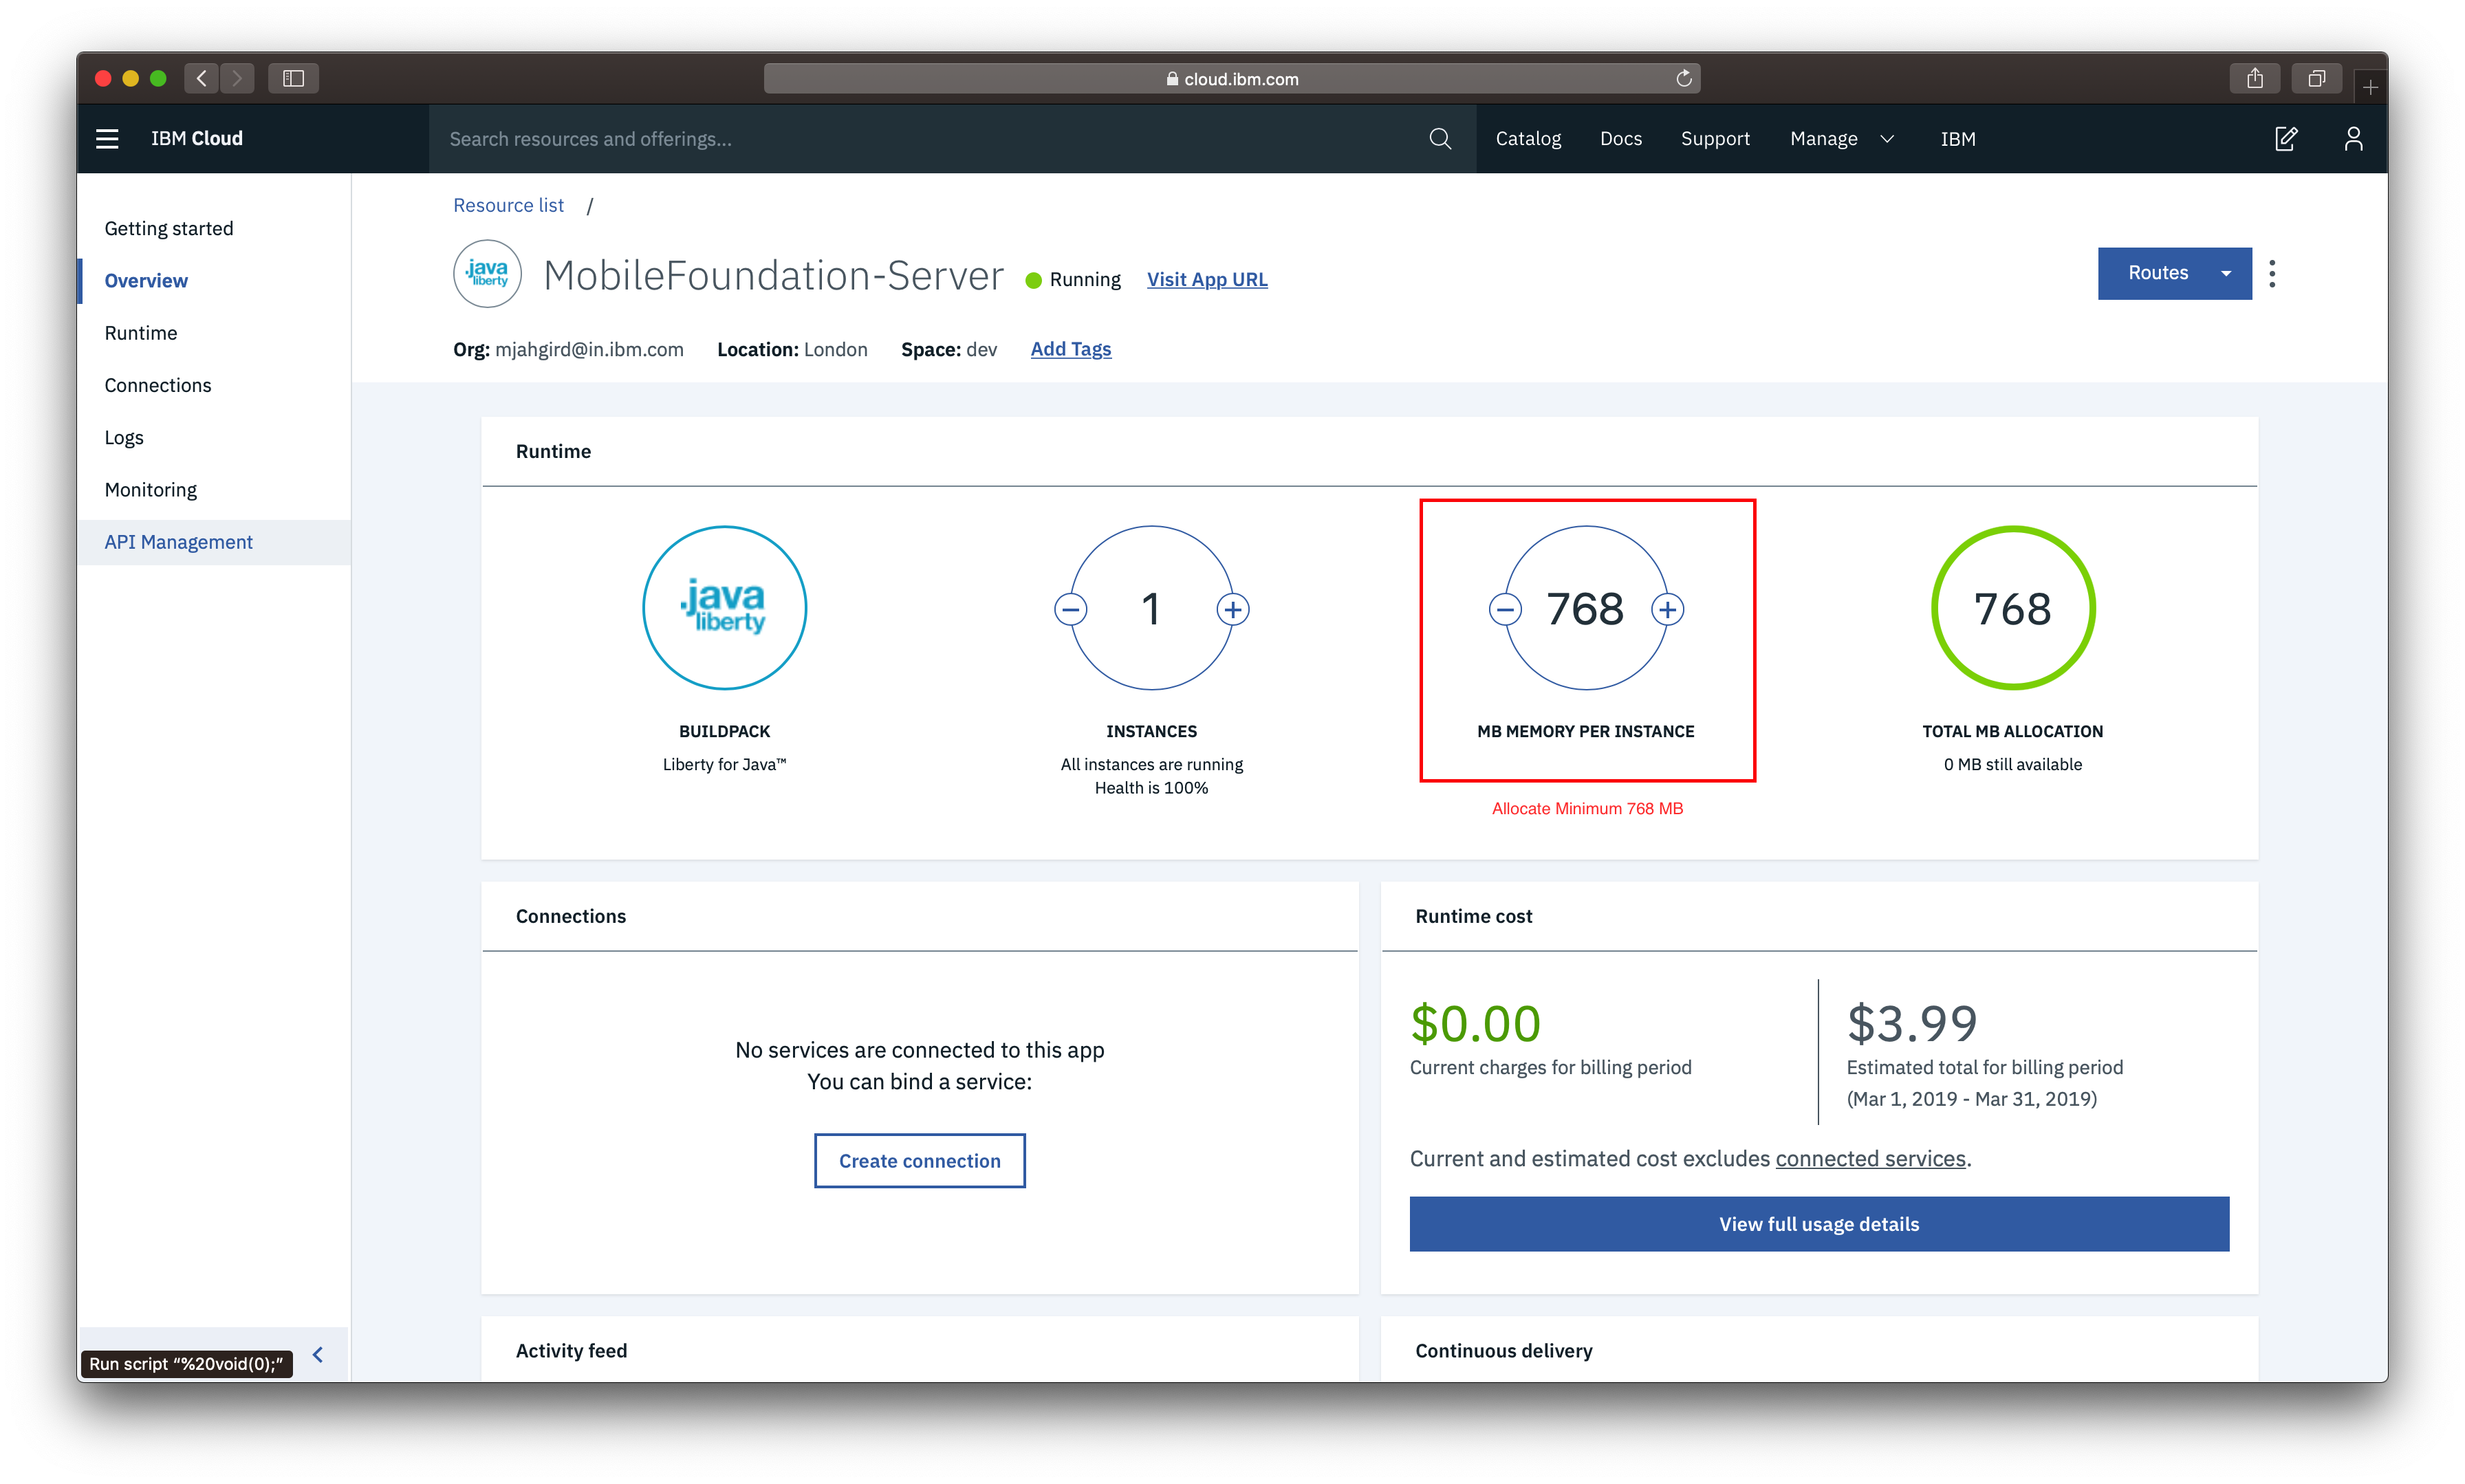 cloud.ibm.com
IBM Cloud
Search resources and offerings...
Catalog
Docs
Support
Manage
IBM
Getting started
Overview
Runtime
Connections
Logs
Monitoring
API Management
Resource list /
.java liberty
MobileFoundation-Server
Running
Visit App URL
Routes
Org: mjahgird@in.ibm.com
Location: London
Space: dev
Add Tags
Runtime
.java
liberty
BUILDPACK
Liberty for Java™
1
INSTANCES
All instances are running
Health is 100%
768
MB MEMORY PER INSTANCE
Allocate Minimum 768 MB
768
TOTAL MB ALLOCATION
0 MB still available
Connections
No services are connected to this app
You can bind a service:
Create connection
Runtime cost
$0.00
Current charges for billing period
$3.99
Estimated total for billing period
(Mar 1, 2019 - Mar 31, 2019)
Current and estimated cost excludes connected services.
View full usage details
Activity feed
Continuous delivery
Run script “%20void(0);”